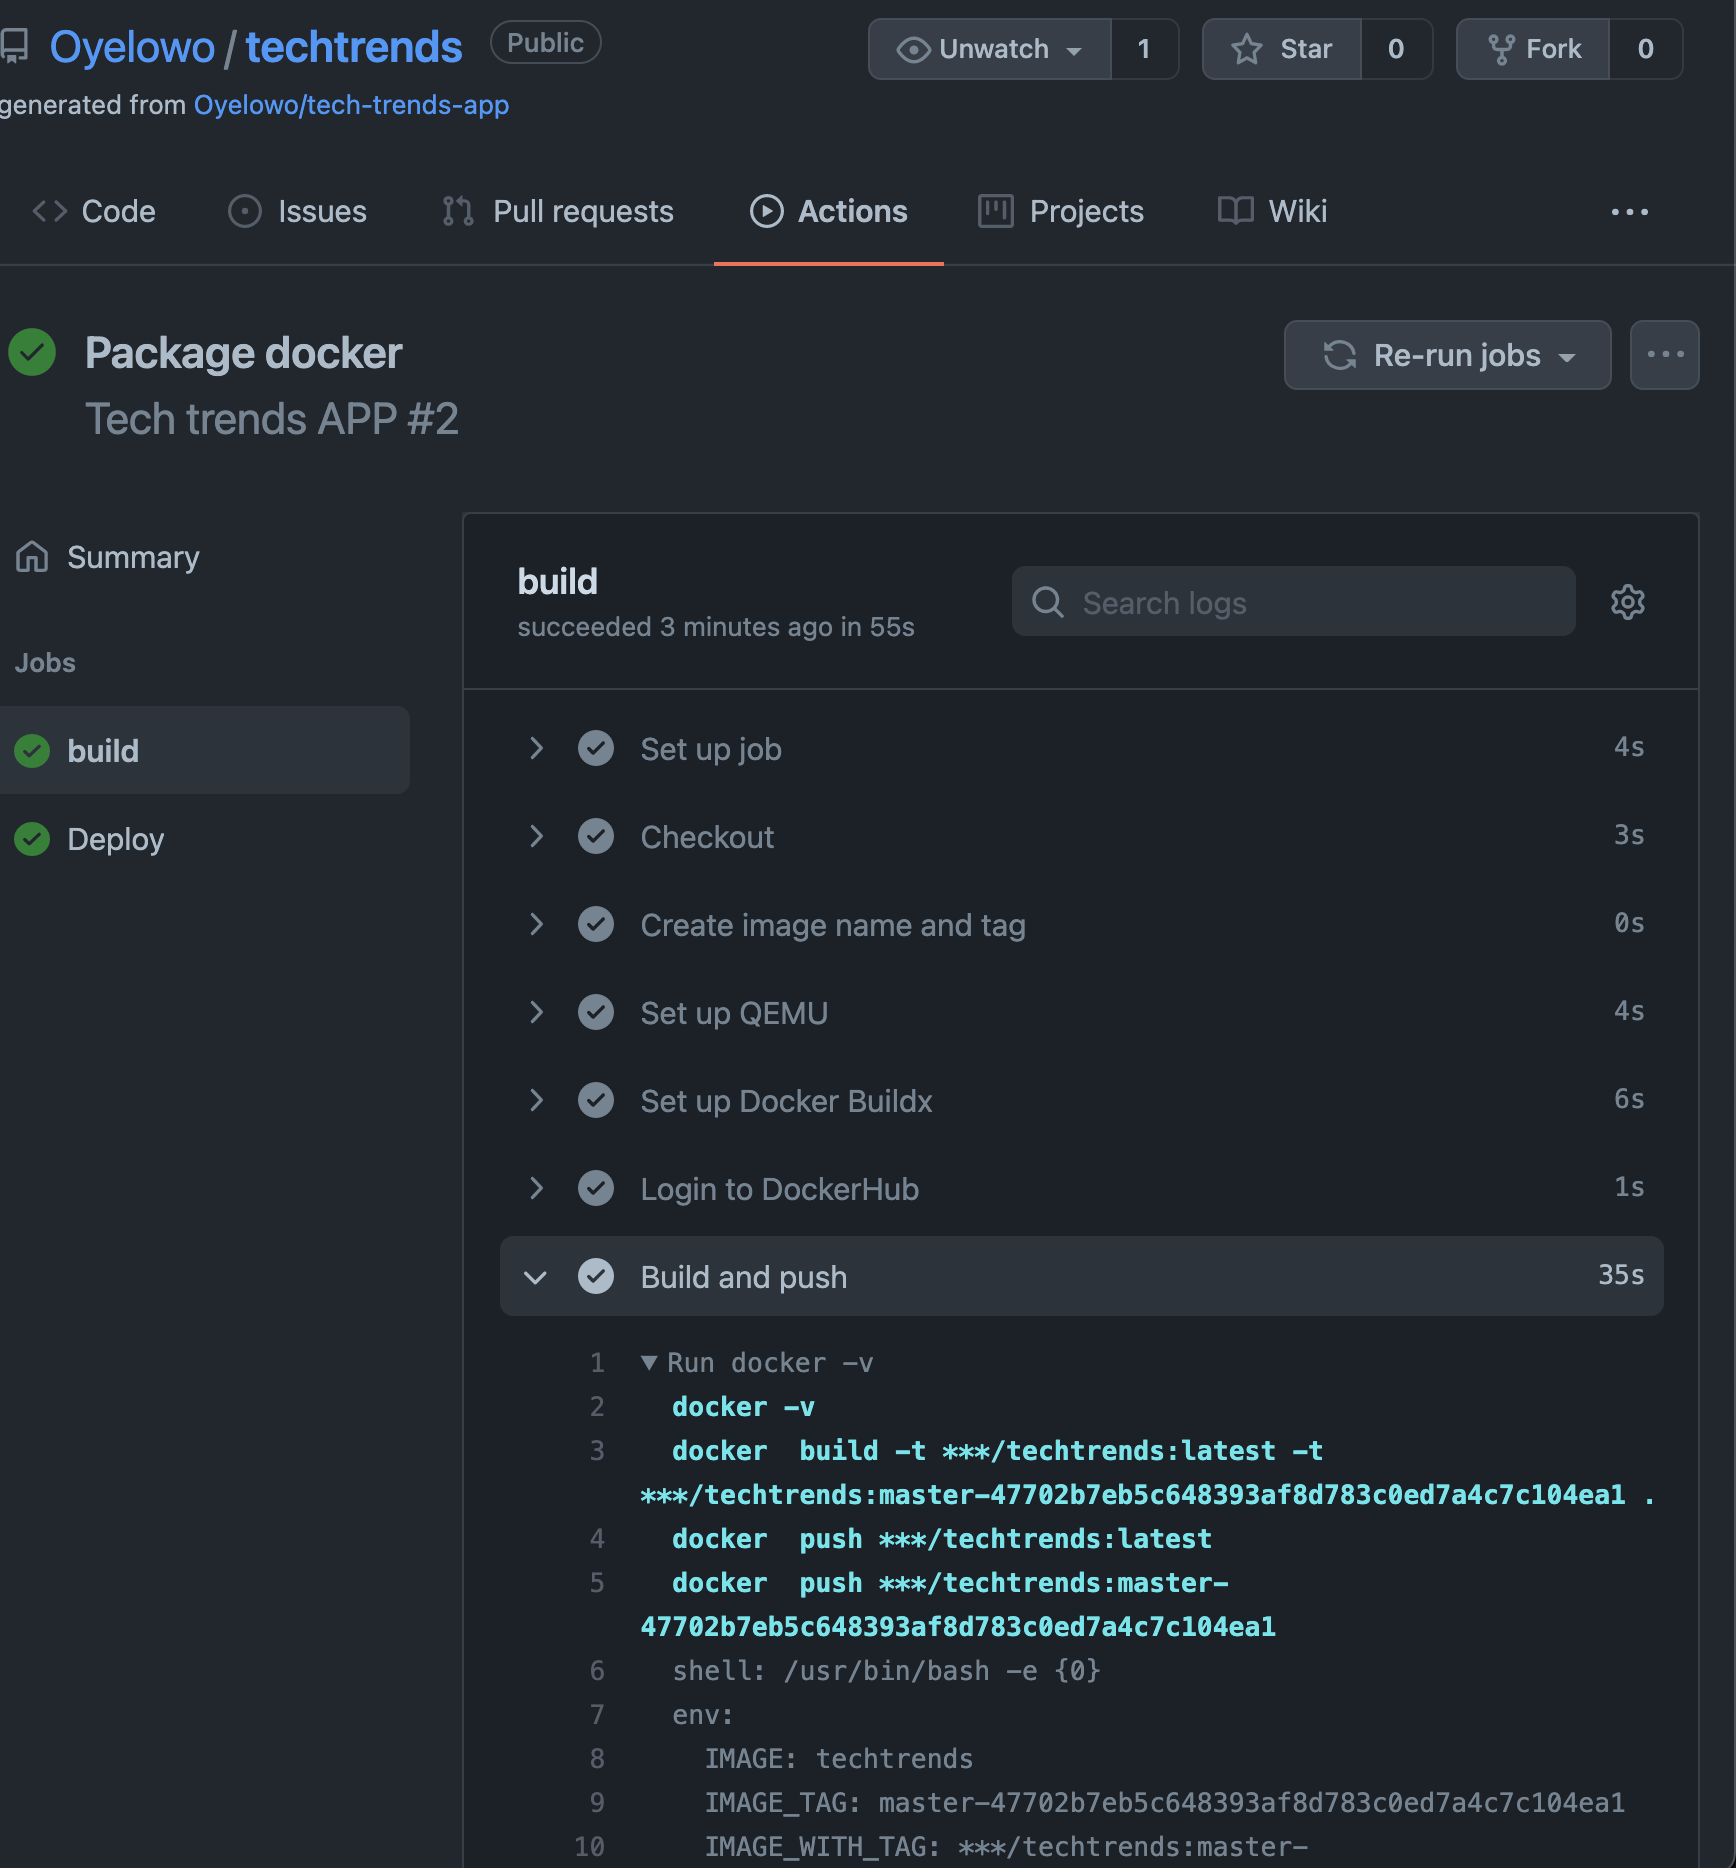 Oyelowo / techtrends Public Unwatch 1 Star 0 Fork 0
generated from Oyelowo/tech-trends-app
Code Issues Pull requests Actions Projects Wiki ...
Package docker
Re-run jobs ...
Tech trends APP #2
Summary
Jobs
build
Deploy
build
succeeded 3 minutes ago in 55s
Search logs
Set up job 4s
Checkout 3s
Create image name and tag 0s
Set up QEMU 4s
Set up Docker Buildx 6s
Login to DockerHub 1s
Build and push 35s
1 ▼ Run docker -v
2 docker -v
3 docker  build -t ***/techtrends:latest -t
***/techtrends:master-47702b7eb5c648393af8d783c0ed7a4c7c104ea1 .
4 docker  push ***/techtrends:latest
5 docker  push ***/techtrends:master-
47702b7eb5c648393af8d783c0ed7a4c7c104ea1
6 shell: /usr/bin/bash -e {0}
7 env:
8 IMAGE: techtrends
9 IMAGE_TAG: master-47702b7eb5c648393af8d783c0ed7a4c7c104ea1
10 IMAGE_WITH_TAG: ***/techtrends:master-